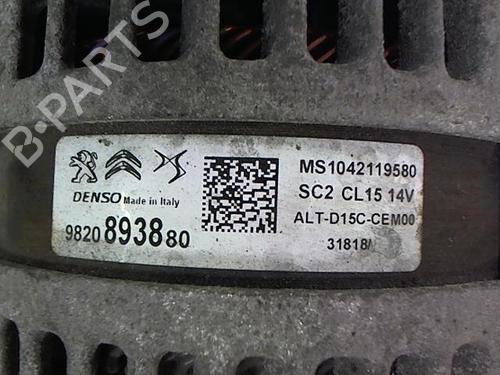 B-PARTS
DENSO Made in Italy
9820893880
MS1042119580
SC2 CL15 14V
ALT-D15C-CEM00
31818/